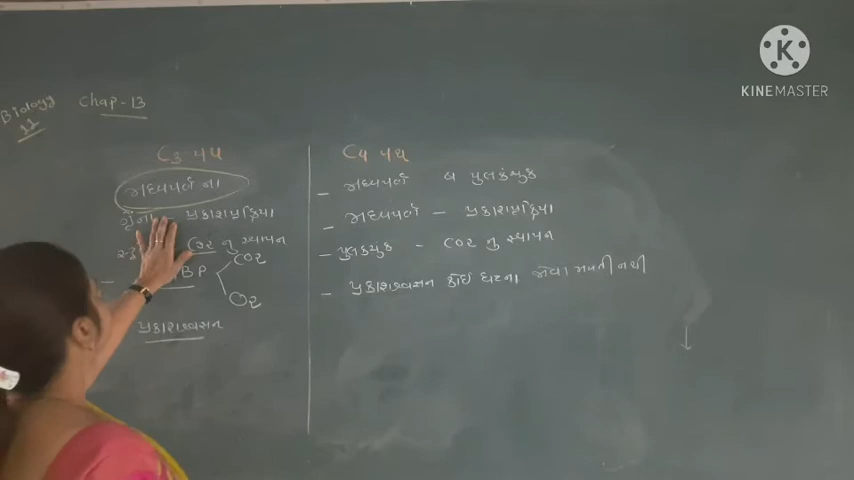 Biology
11
Chap-13
C3 પથ
મધ્યપર્ણ ના
ગ્રેના - પ્રકાશપ્રક્રિયા
CO2 નુ સ્થાપન
BP
CO2
O2
પ્રકાશશ્વસન
C4 પથ
- મધ્યપર્ણ પુલકંચુક
- મધ્યપર્ણ - પ્રકાશપ્રક્રિયા
- પુલકંચુક - CO2 નુ સ્થાપન
- પ્રકાશશ્વસન કોઈ ઘટના જોવા મળતી નથી
KINEMASTER